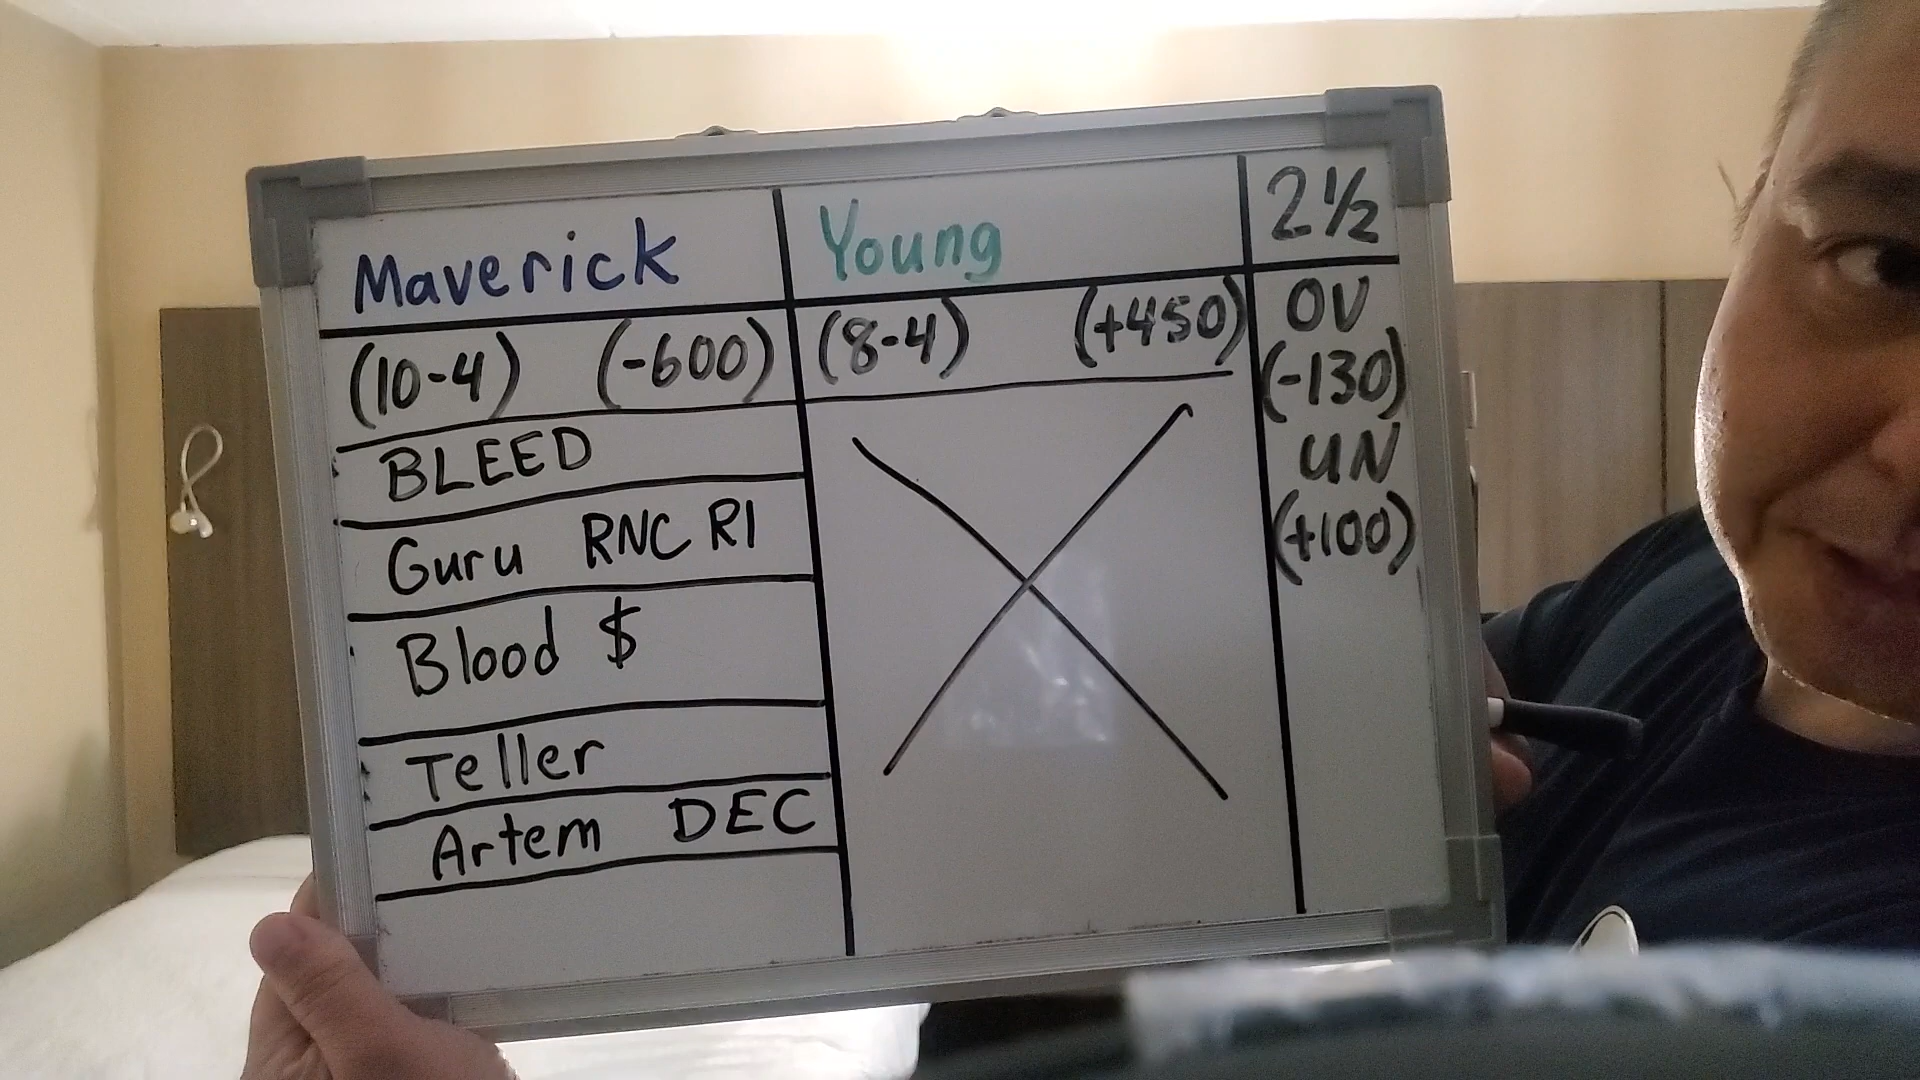 Maverick
Young
2½
(10-4) (-600)
(8-4) (+450)
OV
(-130)
UN
(+100)
BLEED
Guru RNC R1
Blood $
Teller
Artem DEC